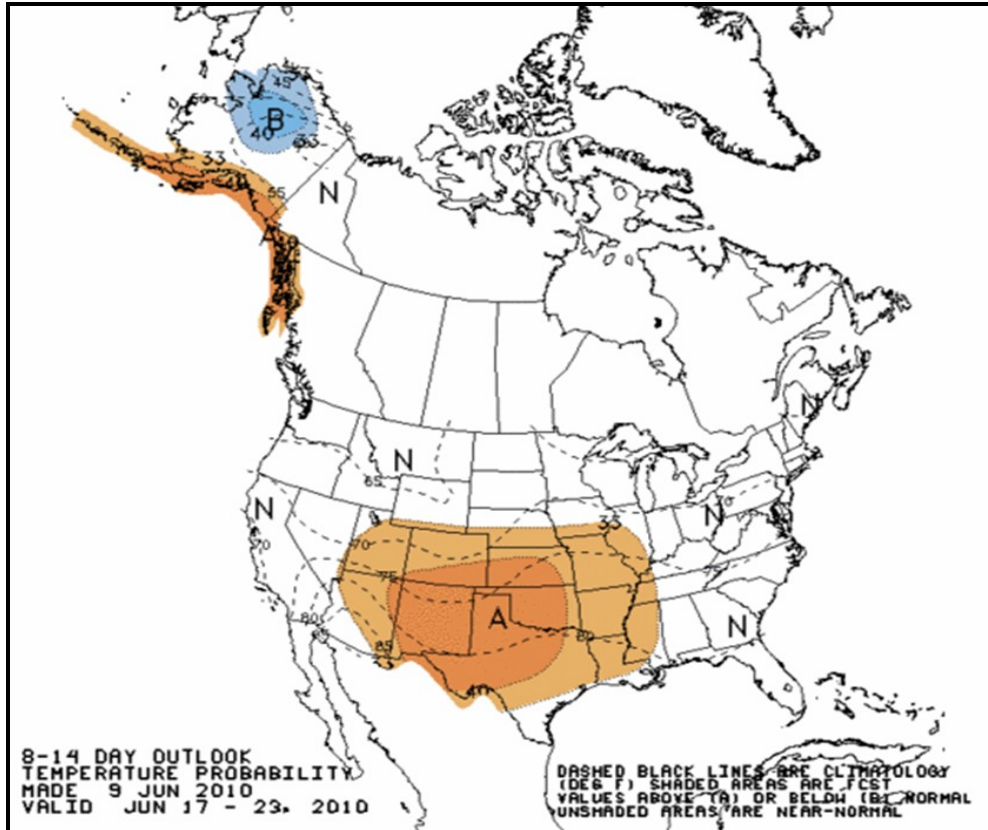 45
B
40
33
33
N
55
A
N
N
65
N
N
33
70
70
75
80
A
N
80
85
40
8-14 DAY OUTLOOK
TEMPERATURE PROBABILITY
MADE 9 JUN 2010
VALID JUN 17 - 23, 2010
DASHED BLACK LINES ARE CLIMATOLOGY
(DEG F) SHADED AREAS ARE FCST
VALUES ABOVE (A) OR BELOW (B) NORMAL
UNSHADED AREAS ARE NEAR-NORMAL